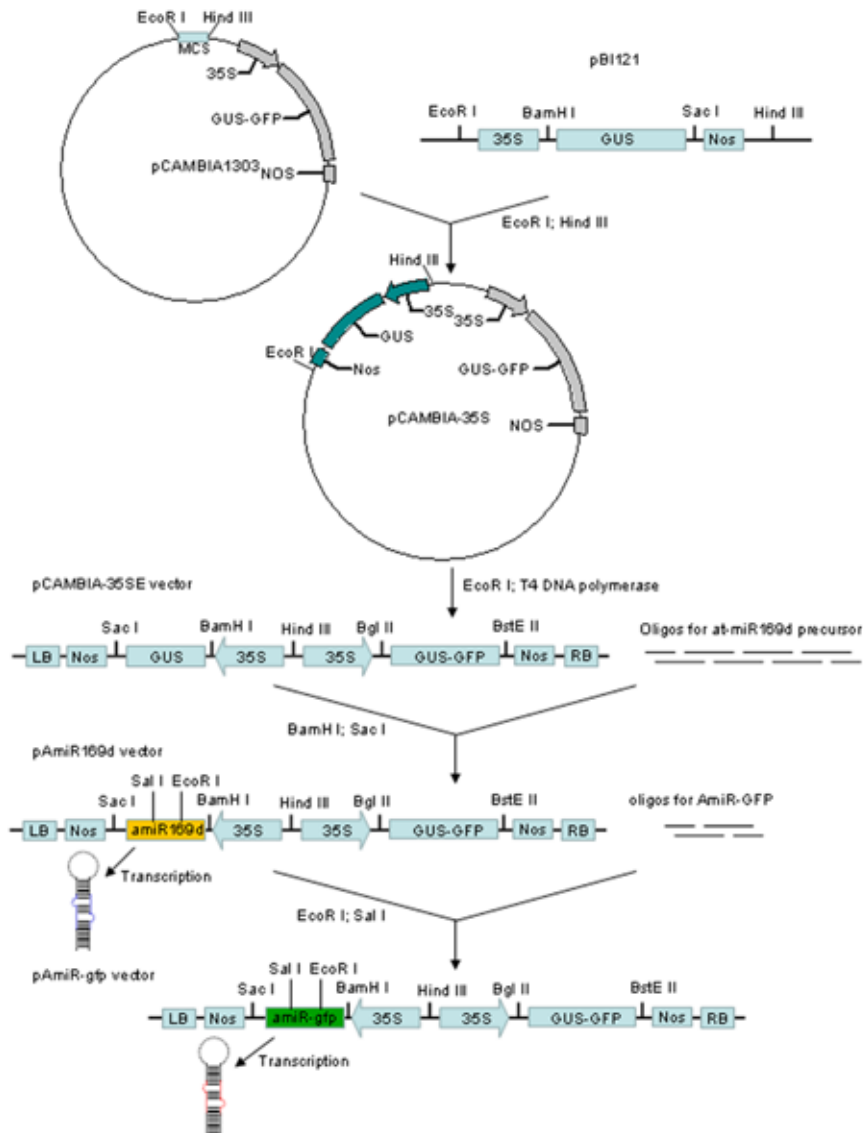 EcoR I Hind III
MCS
35S
GUS-GFP
pCAMBIA1303 NOS
pBI121
EcoR I BamH I Sac I Hind III
35S GUS Nos
EcoR I; Hind III
Hind III
35S 35S
GUS
EcoR I
Nos
GUS-GFP
pCAMBIA-35S
NOS
EcoR I; T4 DNA polymerase
pCAMBIA-35SE vector
Sac I BamH I Hind III Bgl II BstE II
Oligos for at-miR169d precursor
LB Nos GUS 35S 35S GUS-GFP Nos RB
BamH I; Sac I
pAmiR169d vector
Sal I EcoR I
Sac I BamH I Hind III Bgl II BstE II
oligos for AmiR-GFP
LB Nos amiR169d 35S 35S GUS-GFP Nos RB
Transcription
EcoR I; Sal I
pAmiR-gfp vector
Sal I EcoR I
Sac I BamH I Hind III Bgl II BstE II
LB Nos amiR-gfp 35S 35S GUS-GFP Nos RB
Transcription